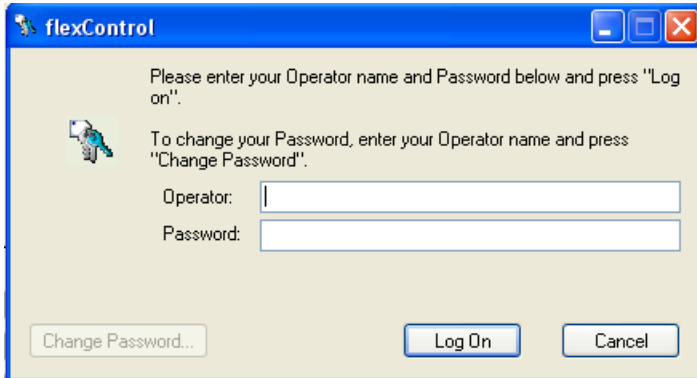 flexControl
Please enter your Operator name and Password below and press "Log
on".
To change your Password, enter your Operator name and press
"Change Password".
Operator:
Password:
Change Password...
Log On
Cancel